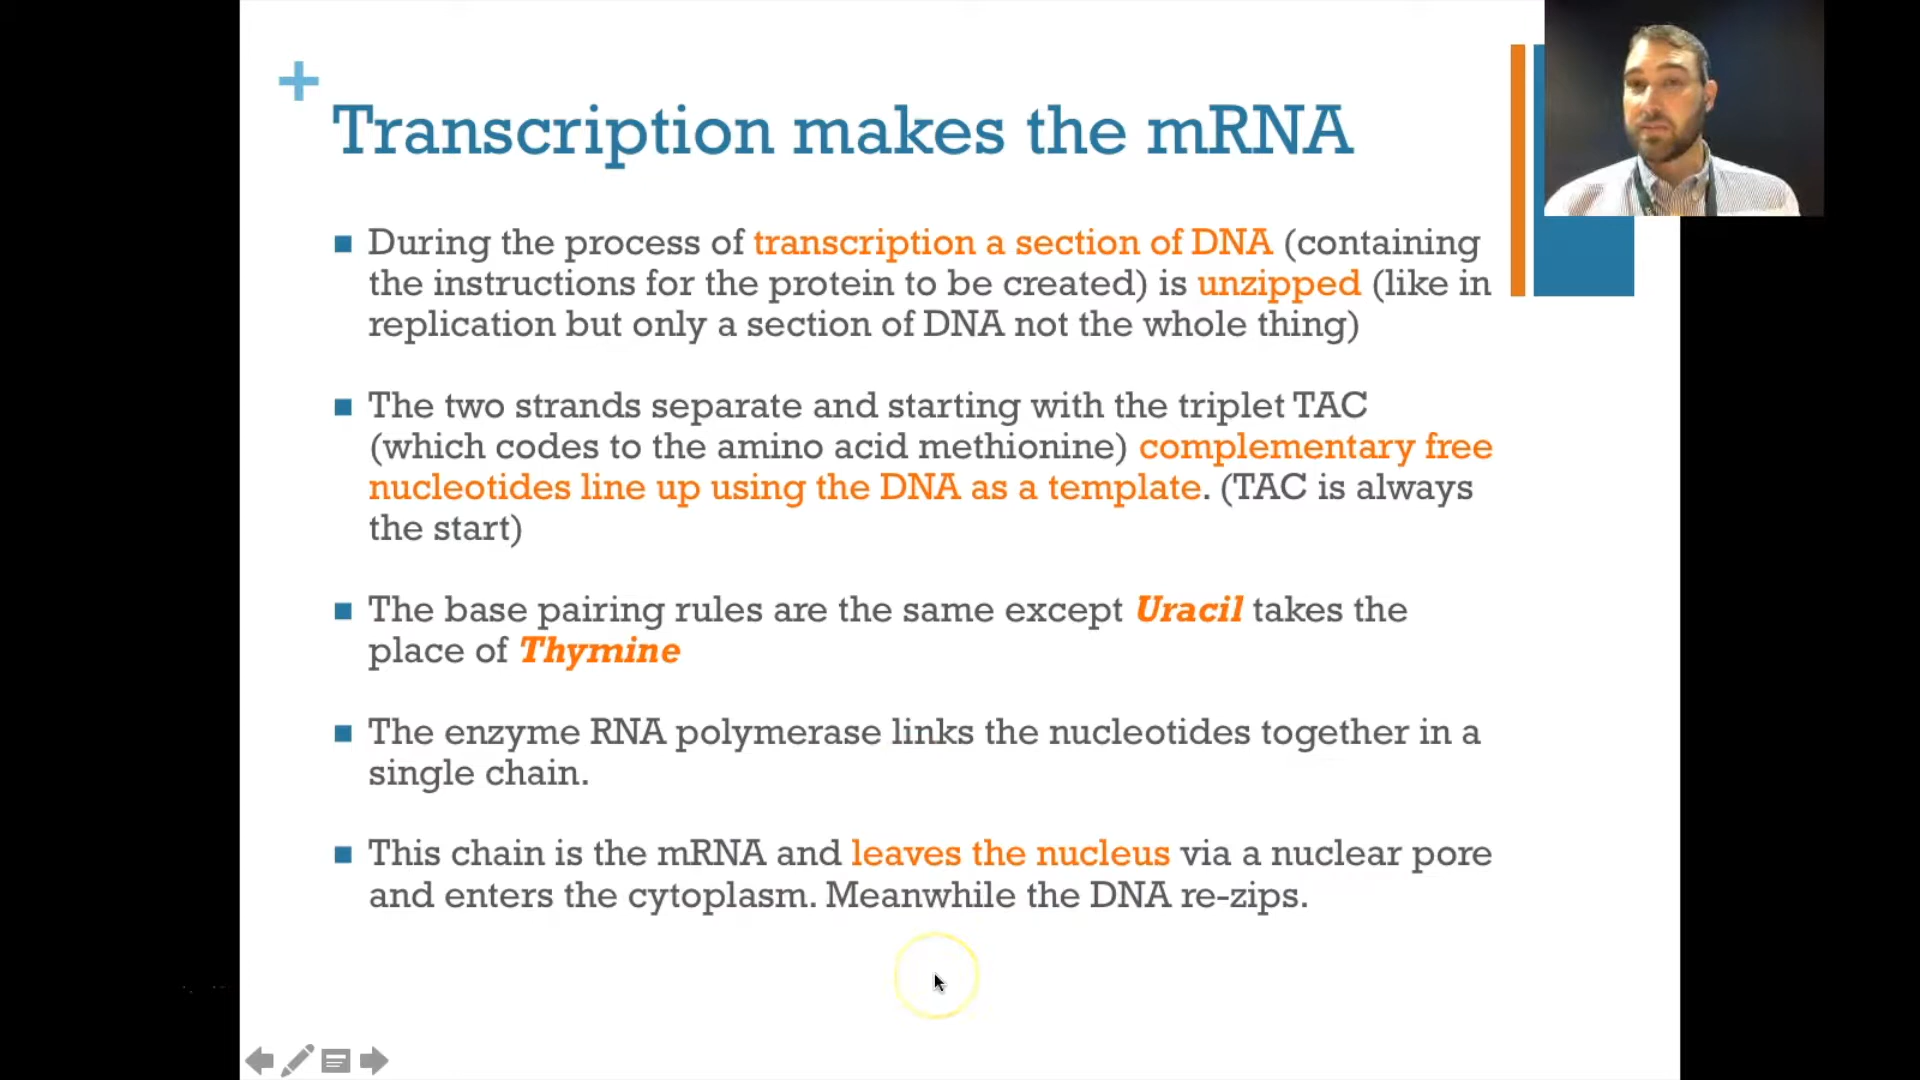 Transcription makes the mRNA
During the process of transcription a section of DNA (containing
the instructions for the protein to be created) is unzipped (like in
replication but only a section of DNA not the whole thing)
The two strands separate and starting with the triplet TAC
(which codes to the amino acid methionine) complementary free
nucleotides line up using the DNA as a template. (TAC is always
the start)
The base pairing rules are the same except Uracil takes the
place of Thymine
The enzyme RNA polymerase links the nucleotides together in a
single chain.
This chain is the mRNA and leaves the nucleus via a nuclear pore
and enters the cytoplasm. Meanwhile the DNA re-zips.